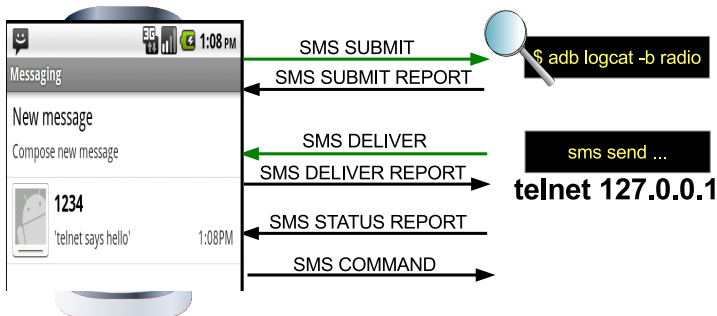 3G 1:08 PM
Messaging
New message
Compose new message
1234
'telnet says hello' 1:08PM
SMS SUBMIT
SMS SUBMIT REPORT
SMS DELIVER
SMS DELIVER REPORT
SMS STATUS REPORT
SMS COMMAND
$ adb logcat -b radio
sms send ...
telnet 127.0.0.1